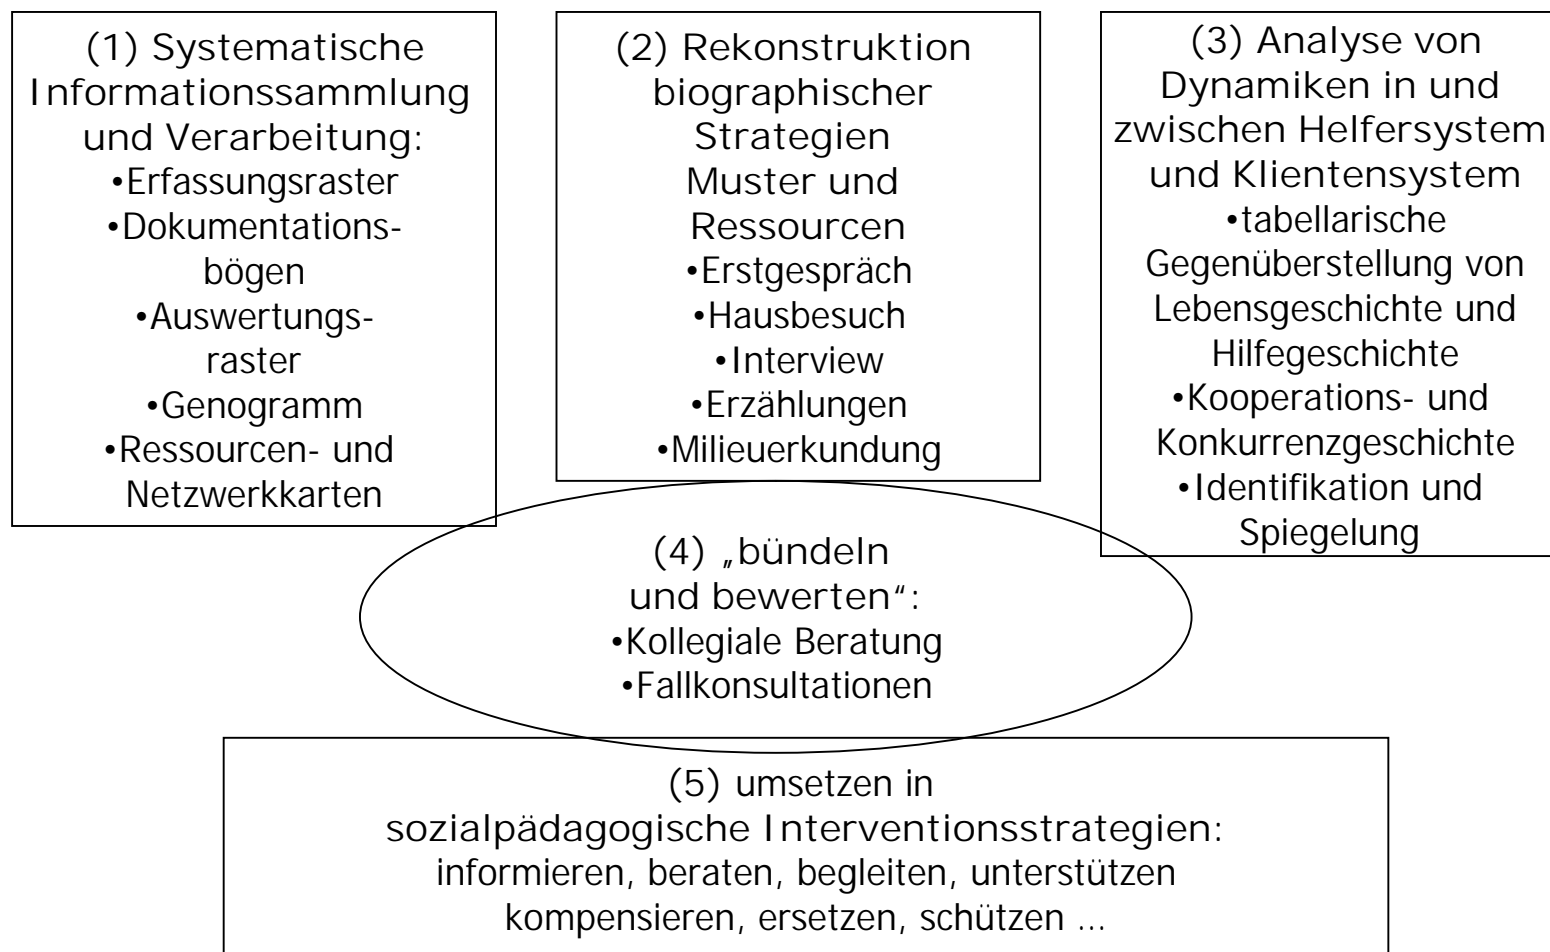 (1) Systematische
Informationssammlung
und Verarbeitung:
•Erfassungsraster
•Dokumentations-
bögen
•Auswertungs-
raster
•Genogramm
•Ressourcen- und
Netzwerkkarten
(2) Rekonstruktion
biographischer
Strategien
Muster und
Ressourcen
•Erstgespräch
•Hausbesuch
•Interview
•Erzählungen
•Milieuerkundung
(3) Analyse von
Dynamiken in und
zwischen Helfersystem
und Klientensystem
•tabellarische
Gegenüberstellung von
Lebensgeschichte und
Hilfegeschichte
•Kooperations- und
Konkurrenzgeschichte
•Identifikation und
Spiegelung
(4) „bündeln
und bewerten“:
•Kollegiale Beratung
•Fallkonsultationen
(5) umsetzen in
sozialpädagogische Interventionsstrategien:
informieren, beraten, begleiten, unterstützen
kompensieren, ersetzen, schützen ...